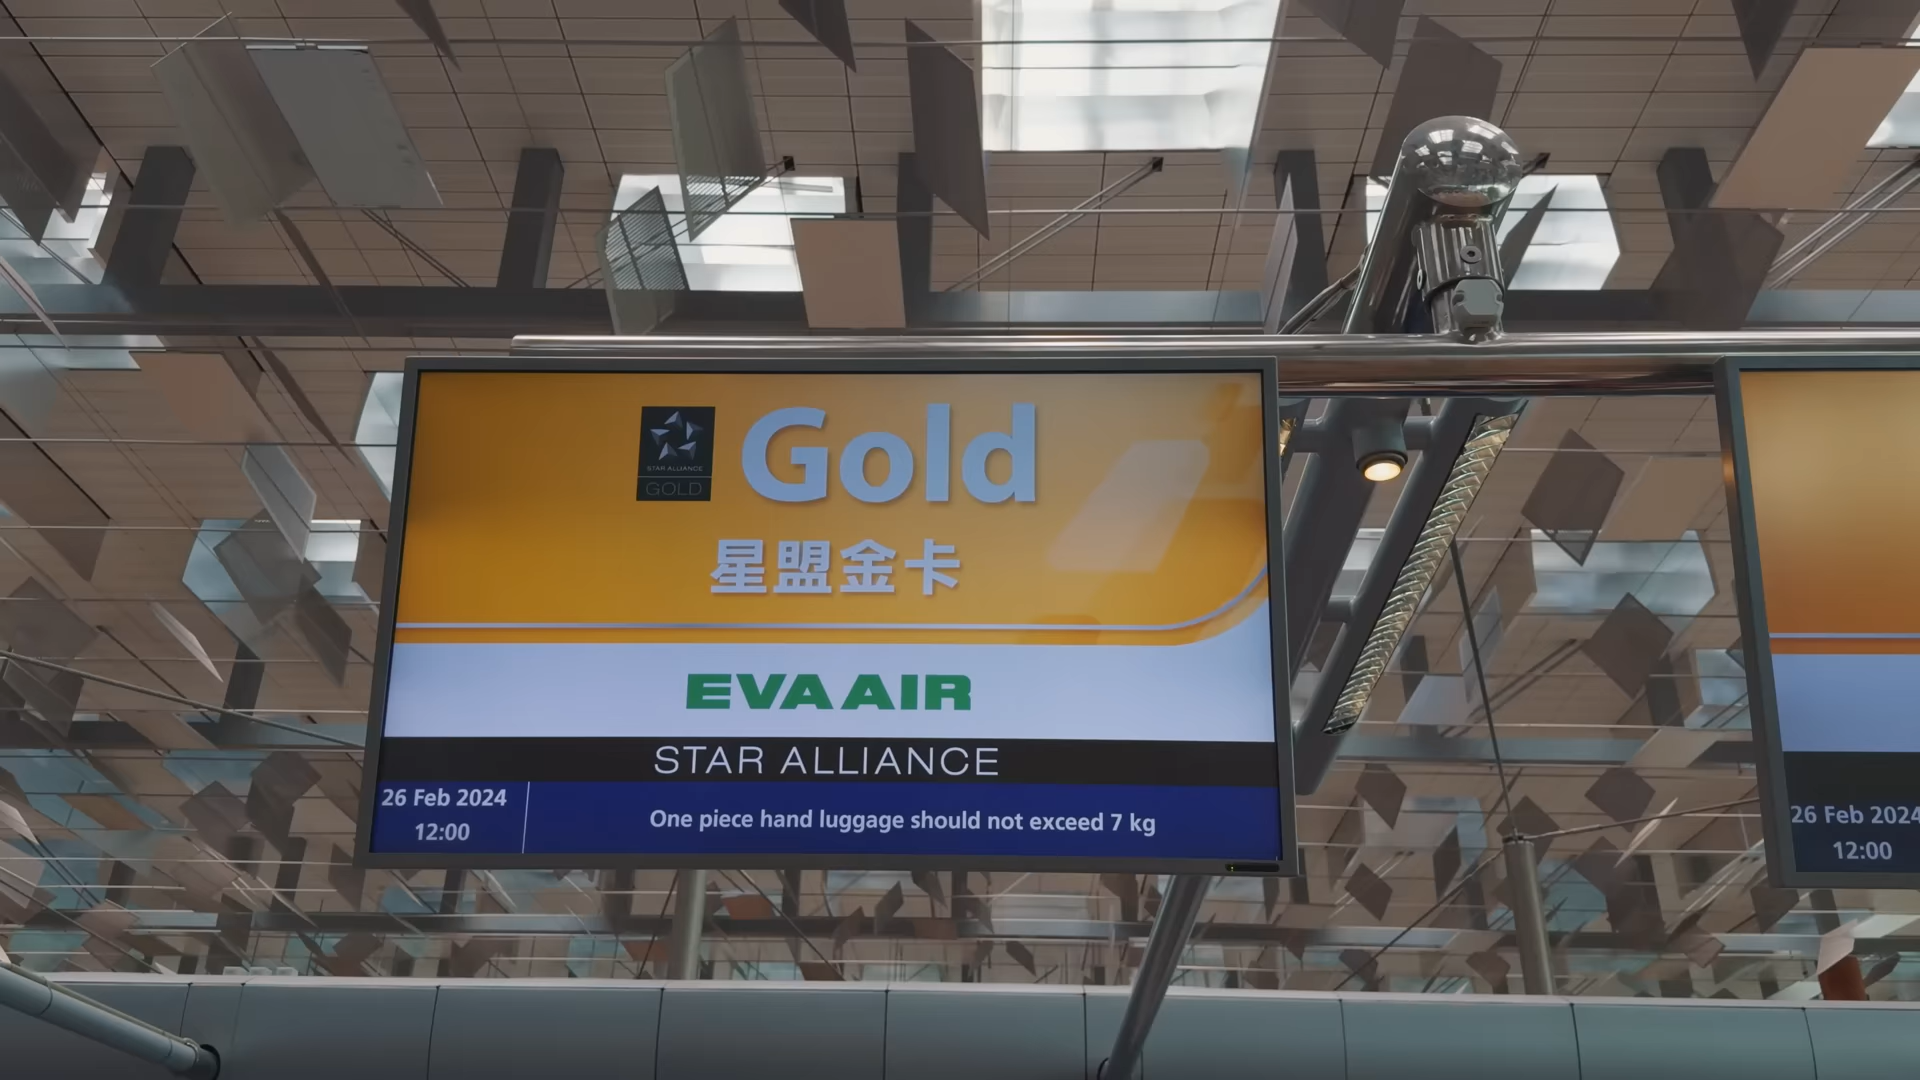 STAR ALLIANCE
GOLD
Gold
星盟金卡
EVA AIR
STAR ALLIANCE
26 Feb 2024
12:00
One piece hand luggage should not exceed 7 kg
26 Feb 2024
12:00